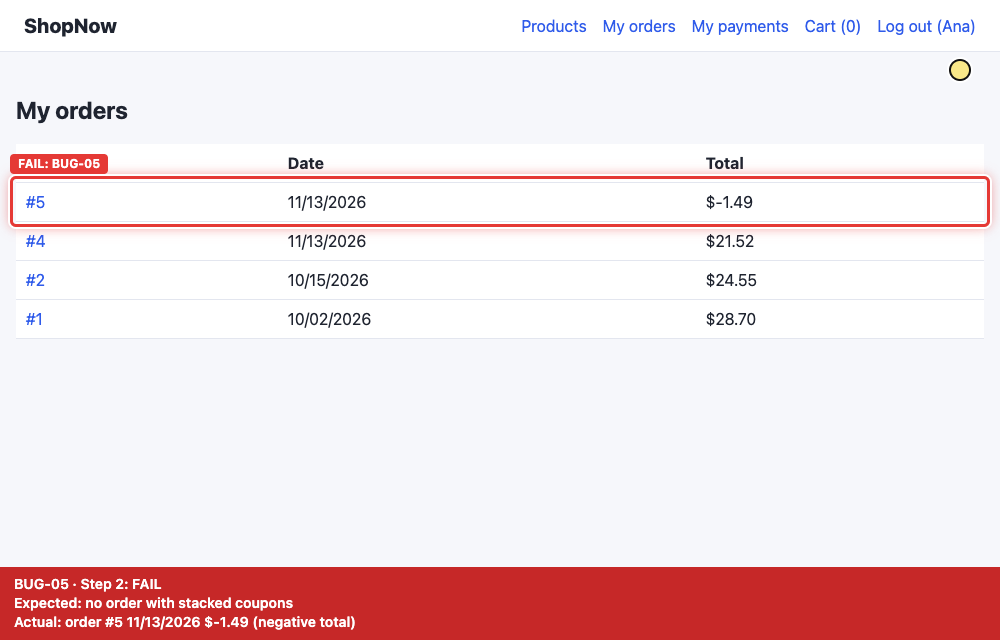 ShopNow Products My orders My payments Cart (0) Log out (Ana)
My orders
FAIL: BUG-05 Date Total
#5 11/13/2026 $-1.49
#4 11/13/2026 $21.52
#2 10/15/2026 $24.55
#1 10/02/2026 $28.70
BUG-05 · Step 2: FAIL
Expected: no order with stacked coupons
Actual: order #5 11/13/2026 $-1.49 (negative total)